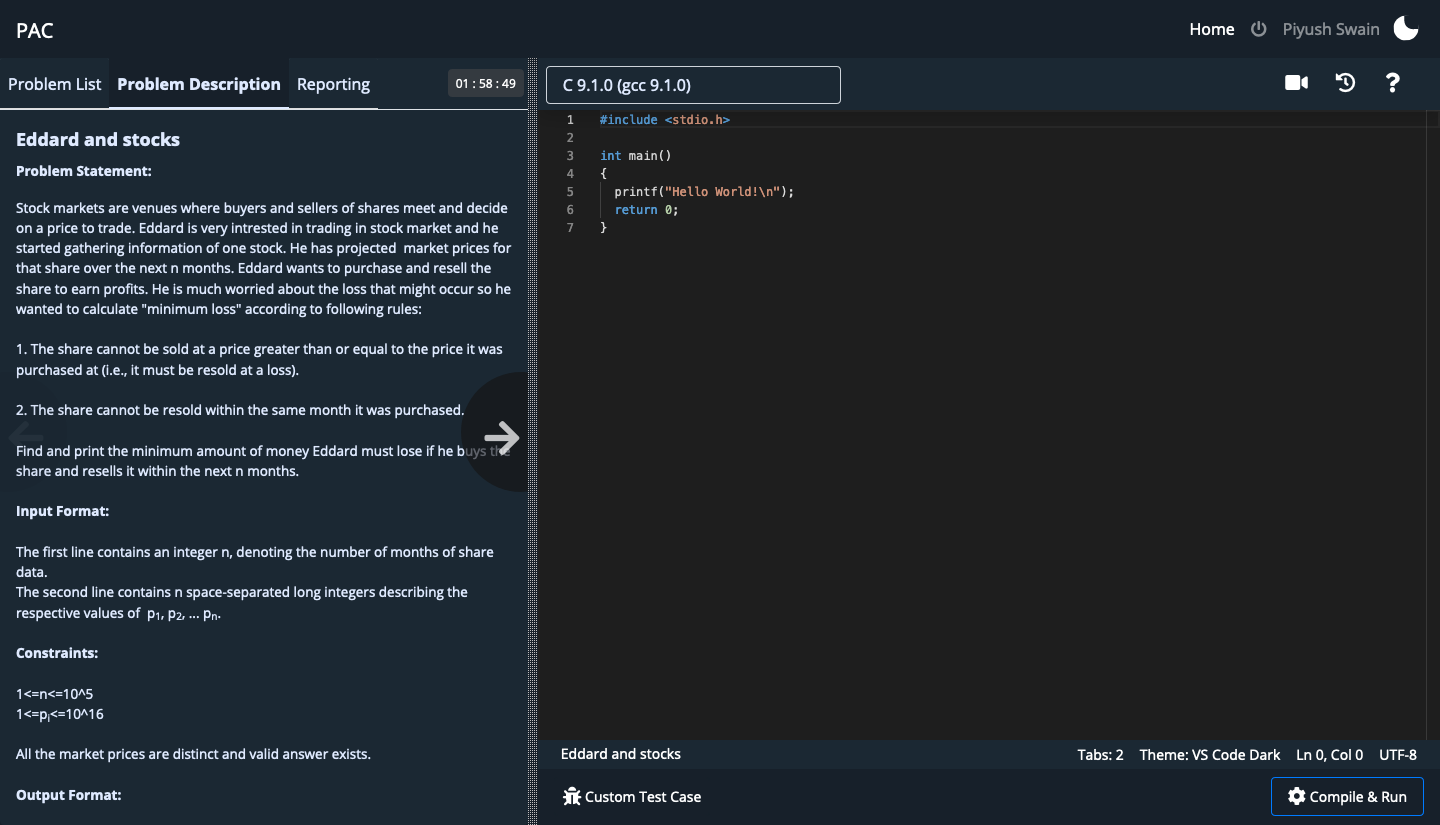 PAC
Home Piyush Swain
Problem List Problem Description Reporting 01 : 58 : 49
Eddard and stocks
Problem Statement:
Stock markets are venues where buyers and sellers of shares meet and decide
on a price to trade. Eddard is very intrested in trading in stock market and he
started gathering information of one stock. He has projected  market prices for
that share over the next n months. Eddard wants to purchase and resell the
share to earn profits. He is much worried about the loss that might occur so he
wanted to calculate "minimum loss" according to following rules:
1. The share cannot be sold at a price greater than or equal to the price it was
purchased at (i.e., it must be resold at a loss).
2. The share cannot be resold within the same month it was purchased.
Find and print the minimum amount of money Eddard must lose if he buys the
share and resells it within the next n months.
Input Format:
The first line contains an integer n, denoting the number of months of share
data.
The second line contains n space-separated long integers describing the
respective values of  p1, p2, ... pn.
Constraints:
1<=n<=10^5
1<=pi<=10^16
All the market prices are distinct and valid answer exists.
Output Format:
C 9.1.0 (gcc 9.1.0)
?
1 #include <stdio.h>
2
3 int main()
4 {
5 printf("Hello World!\n");
6 return 0;
7 }
Eddard and stocks Tabs: 2 Theme: VS Code Dark Ln 0, Col 0 UTF-8
Custom Test Case Compile & Run